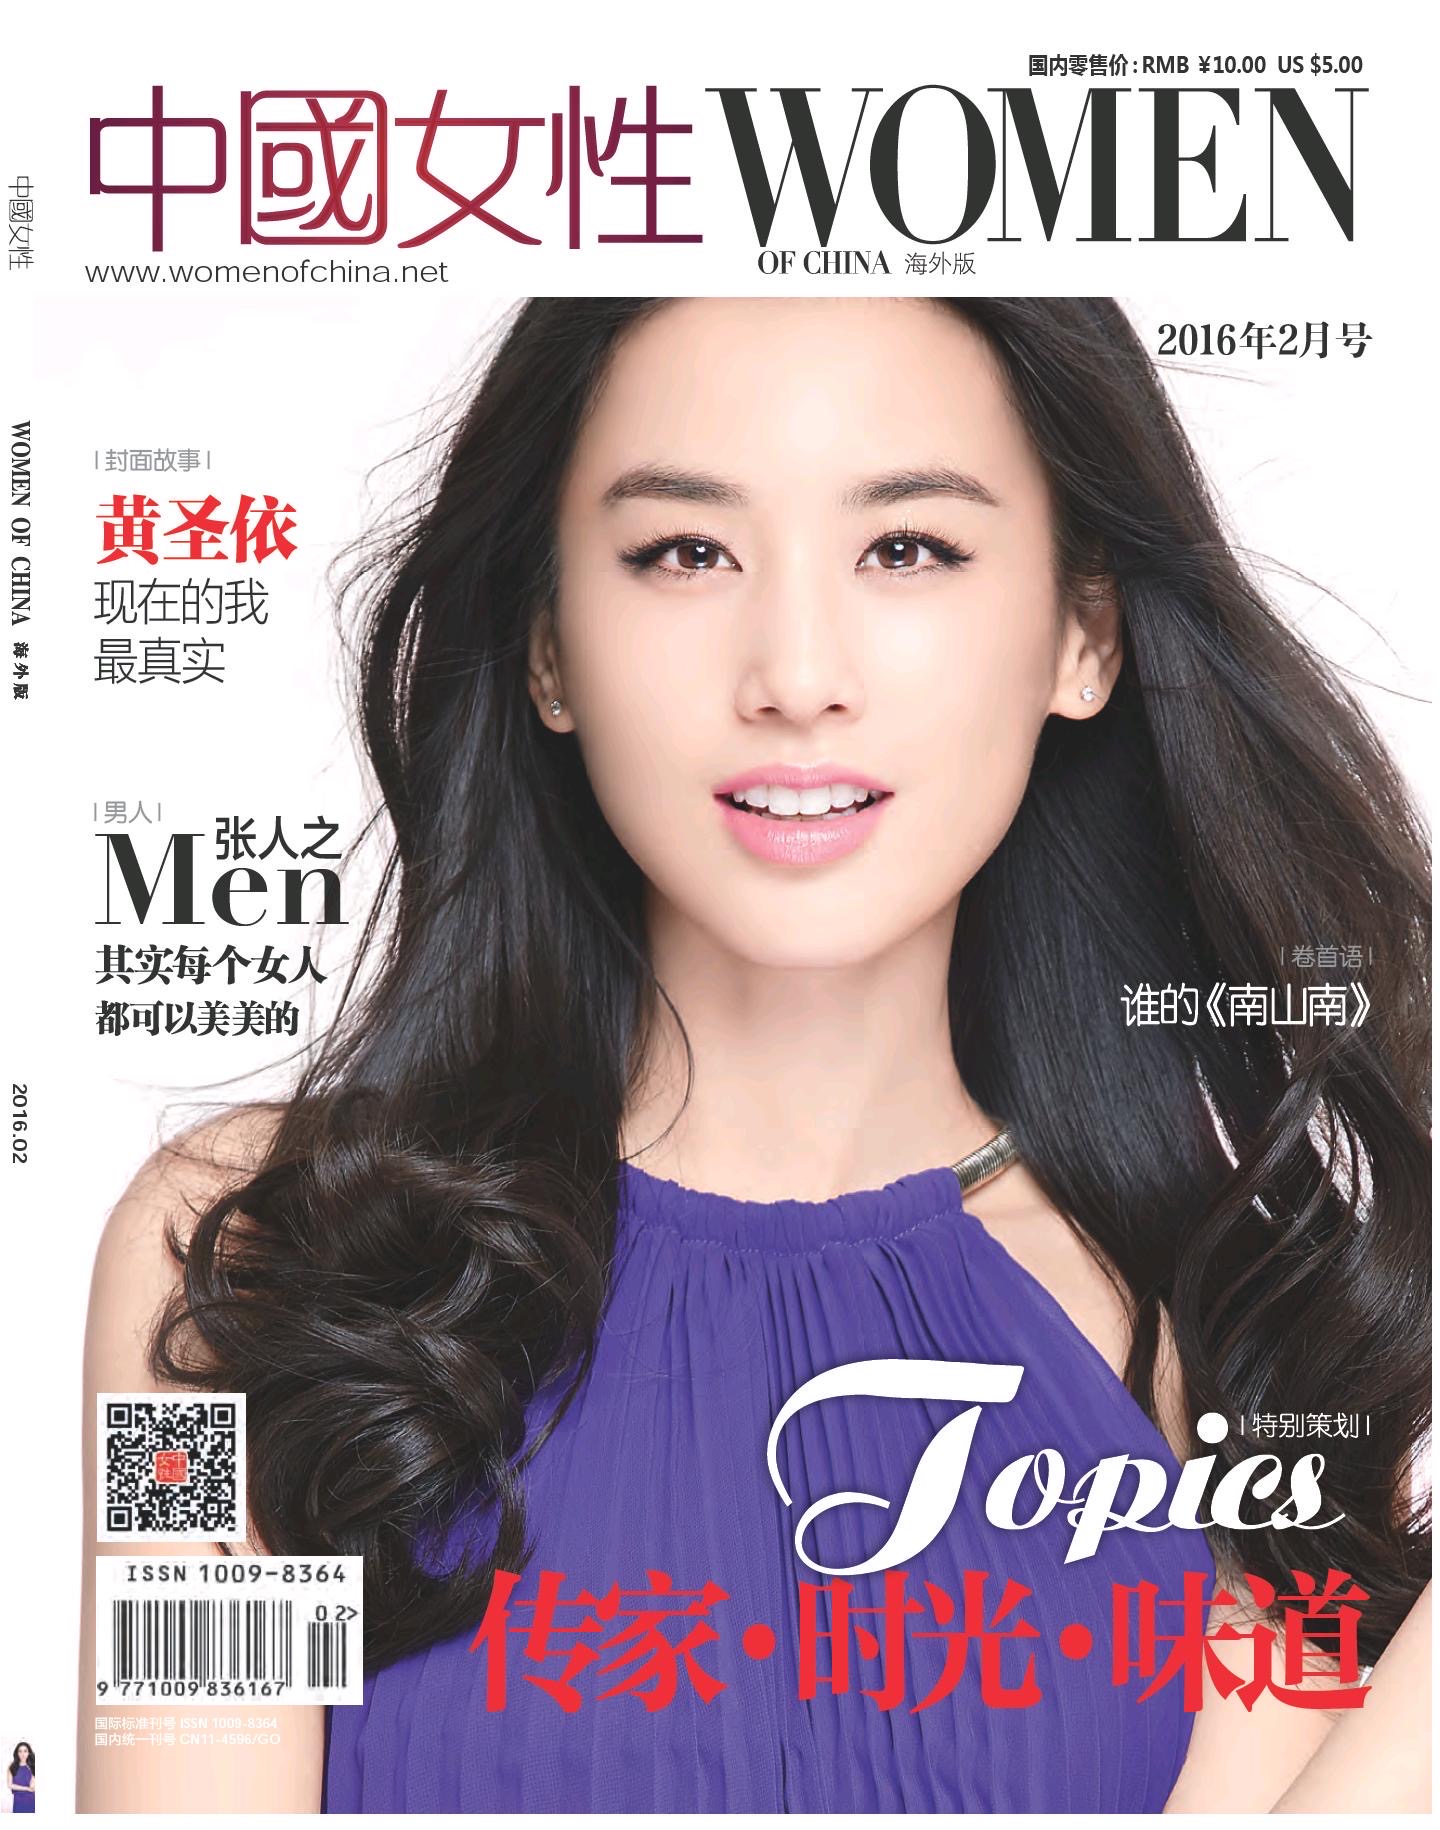 国内零售价:RMB ¥10.00 US $5.00
中國女性 WOMEN
OF CHINA 海外版
www.womenofchina.net
2016年2月号
封面故事
黄圣依
现在的我
最真实
男人
张人之
Men
其实每个女人
都可以美美的
卷首语
谁的《南山南》
特别策划
Topics
传家·时光·味道
中國女性
ISSN 1009-8364
02>
9 771009 836167
国际标准刊号 ISSN 1009-8364
国内统一刊号 CN11-4596/GO
中國女性
WOMEN OF CHINA 海外版
2016.02